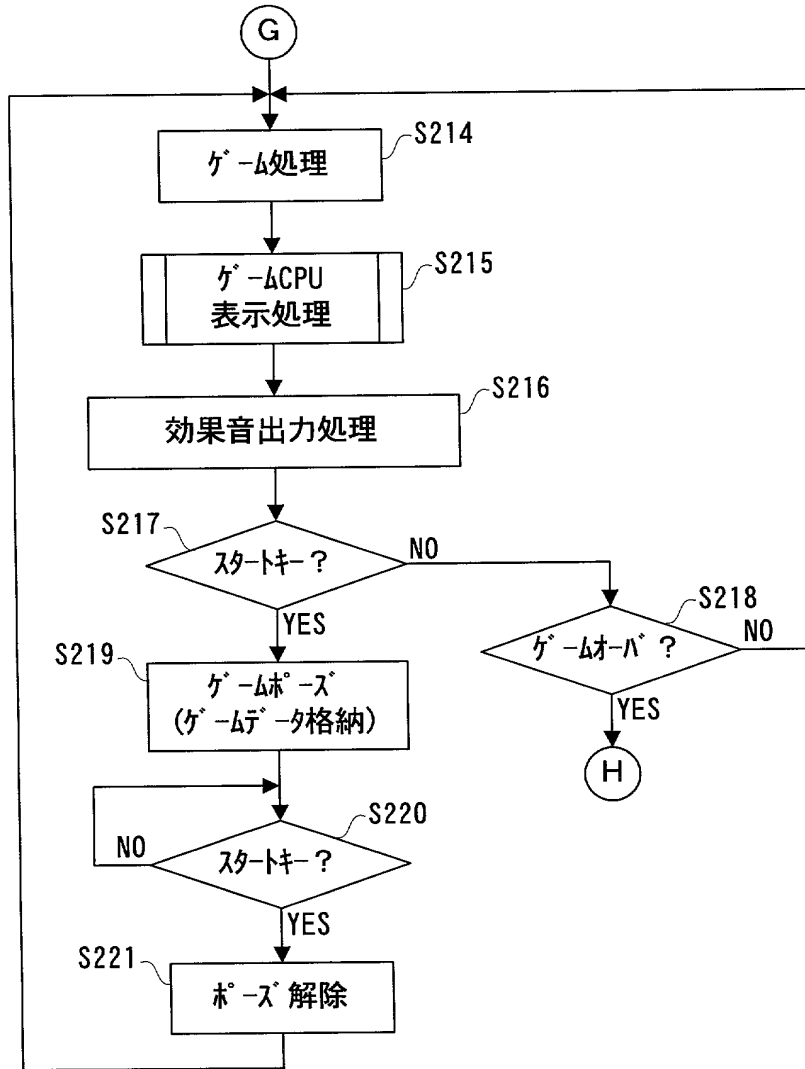 G
S214
ｹﾞｰﾑ処理
S215
ｹﾞｰﾑCPU
表示処理
S216
効果音出力処理
S217
ｽﾀｰﾄｷｰ？
NO
YES
S218
ｹﾞｰﾑｵｰﾊﾞ？
NO
YES
H
S219
ｹﾞｰﾑﾎﾟｰｽﾞ
(ｹﾞｰﾑﾃﾞｰﾀ格納)
S220
ｽﾀｰﾄｷｰ？
NO
YES
S221
ﾎﾟｰｽﾞ解除